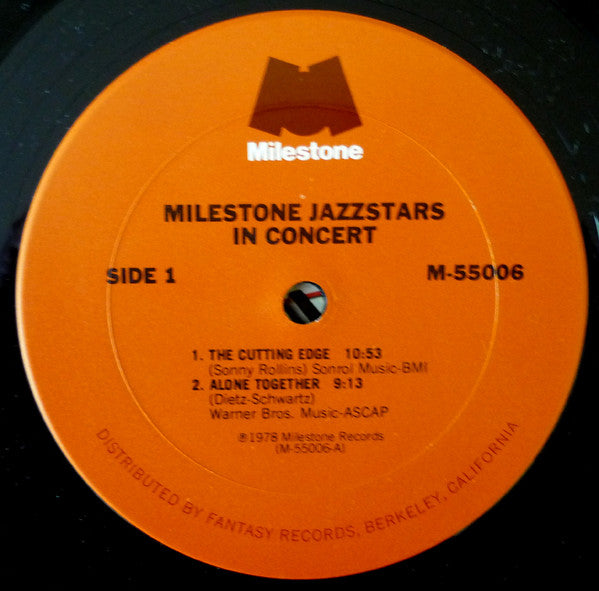 Milestone
MILESTONE JAZZSTARS
IN CONCERT
SIDE 1
M-55006
1. THE CUTTING EDGE 10:53
(Sonny Rollins) Sonrol Music-BMI
2. ALONE TOGETHER 9:13
(Dietz-Schwartz)
Warner Bros. Music-ASCAP
℗1978 Milestone Records
(M-55006-A)
DISTRIBUTED BY FANTASY RECORDS, BERKELEY, CALIFORNIA